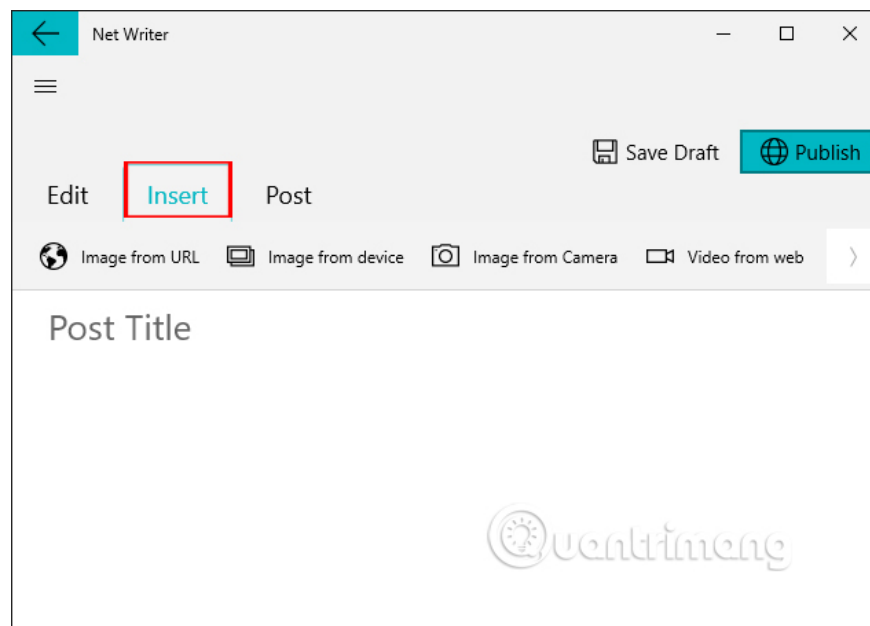 Net Writer
Save Draft
Publish
Edit
Insert
Post
Image from URL
Image from device
Image from Camera
Video from web
Post Title
Quantrimang